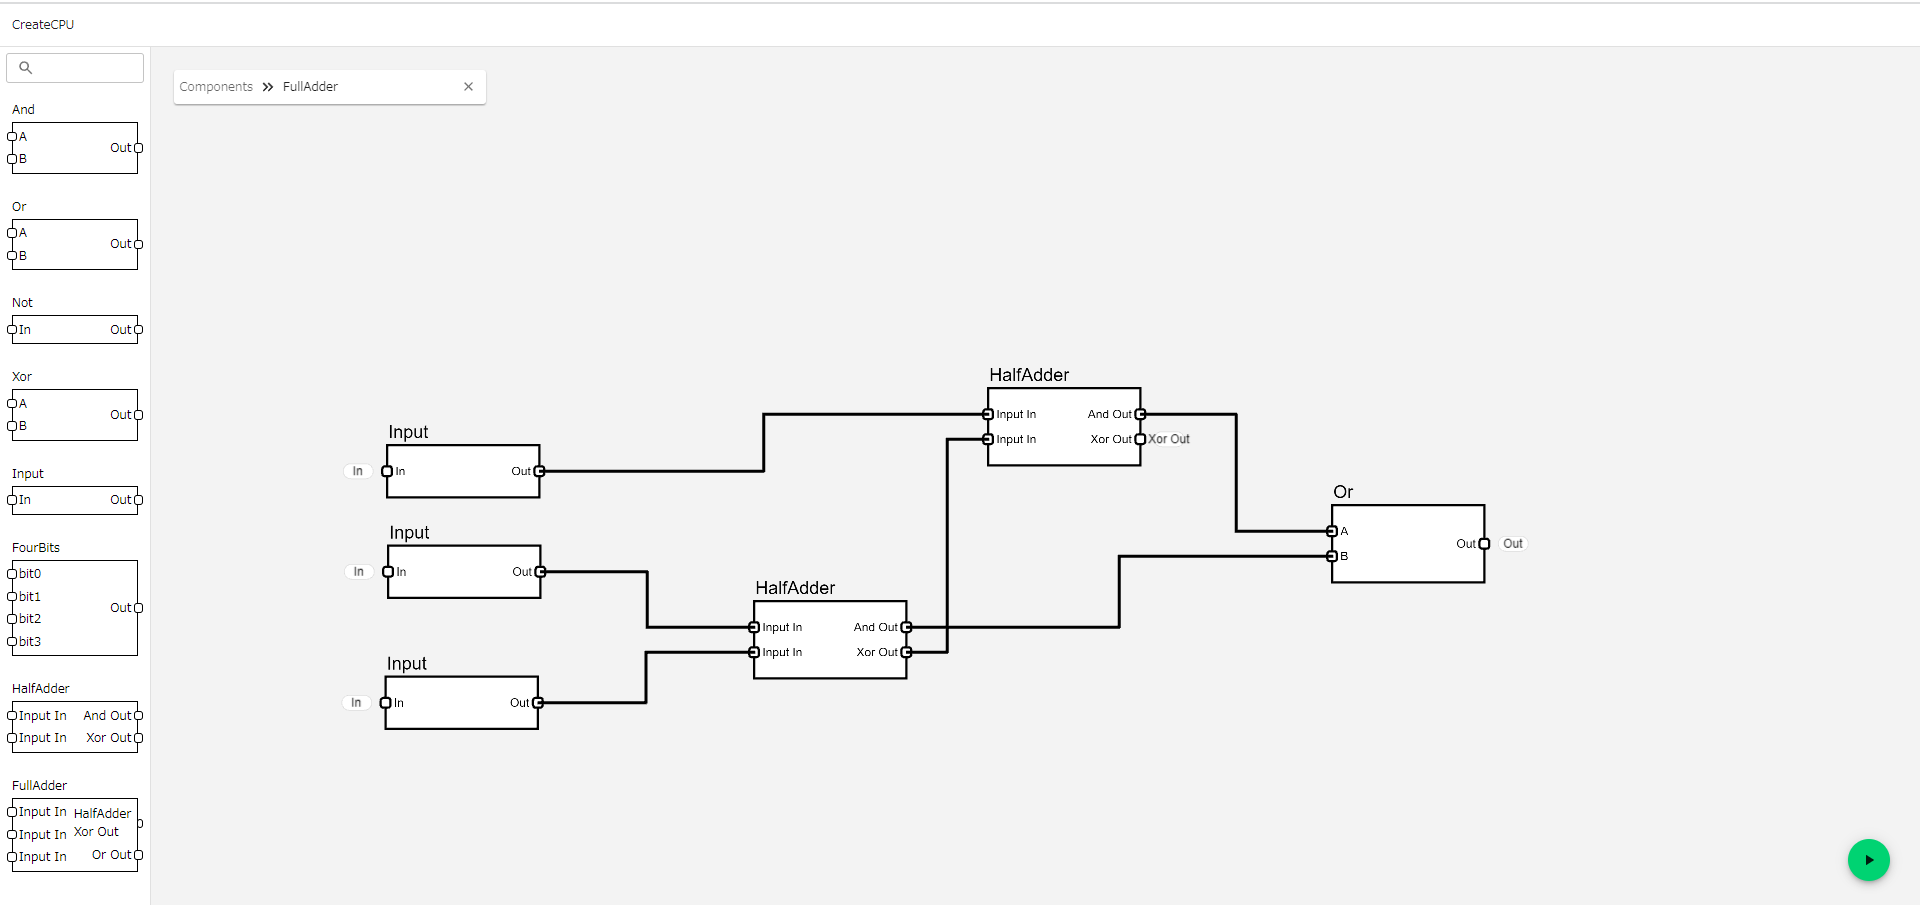 CreateCPU
Components » FullAdder ×
And
A
Out
B
Or
A
Out
B
Not
In Out
Xor
A
Out
B
Input
In Out
FourBits
bit0
bit1
Out
bit2
bit3
HalfAdder
Input In And Out
Input In Xor Out
FullAdder
Input In HalfAdder
Input In Xor Out
Input In Or Out
Input
In In Out
Input
In In Out
Input
In In Out
HalfAdder
Input In And Out
Input In Xor Out
HalfAdder
Input In And Out
Input In Xor Out Xor Out
Or
A
Out Out
B